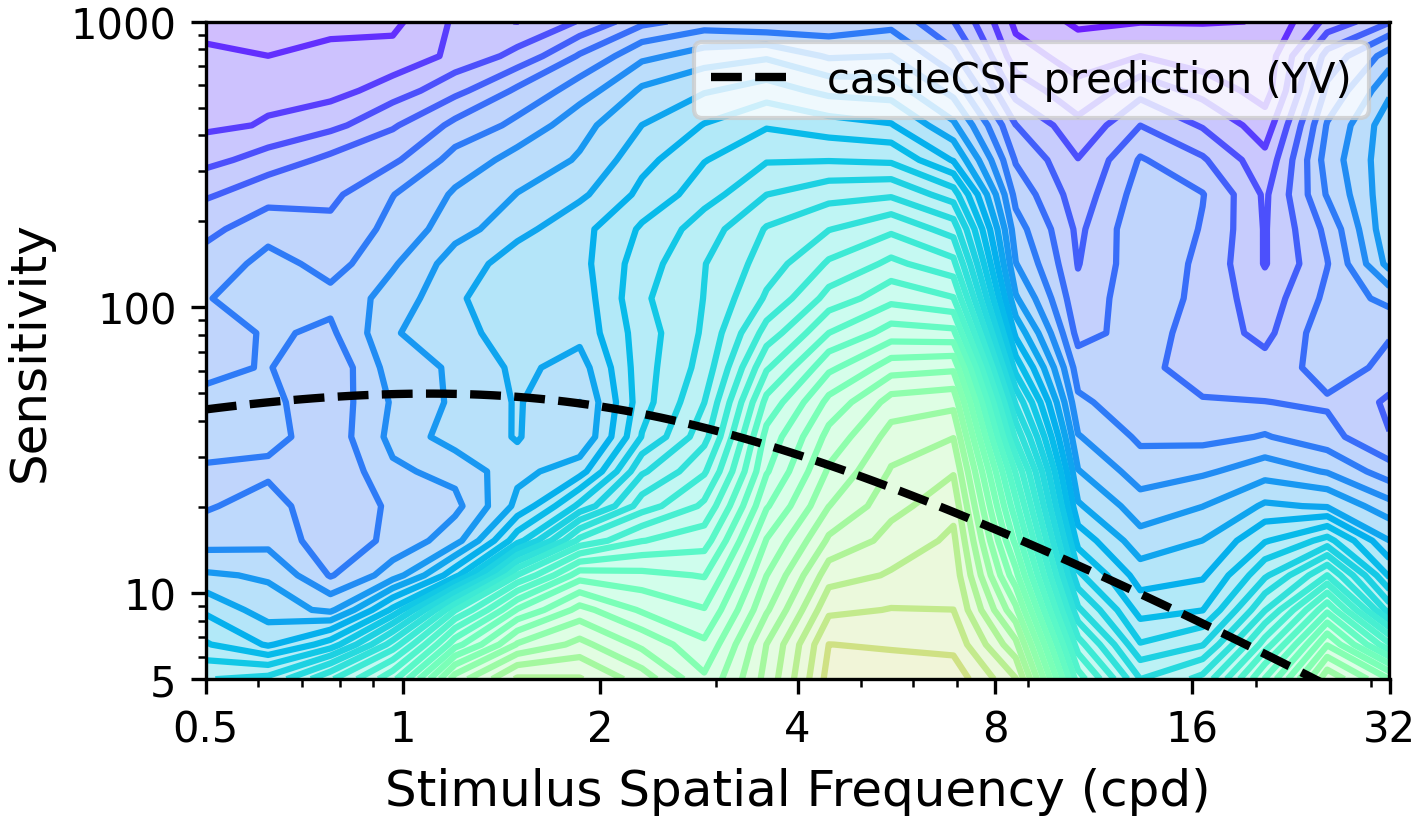 1000
100
10
5
Sensitivity
castleCSF prediction (YV)
0.5 1 2 4 8 16 32
Stimulus Spatial Frequency (cpd)